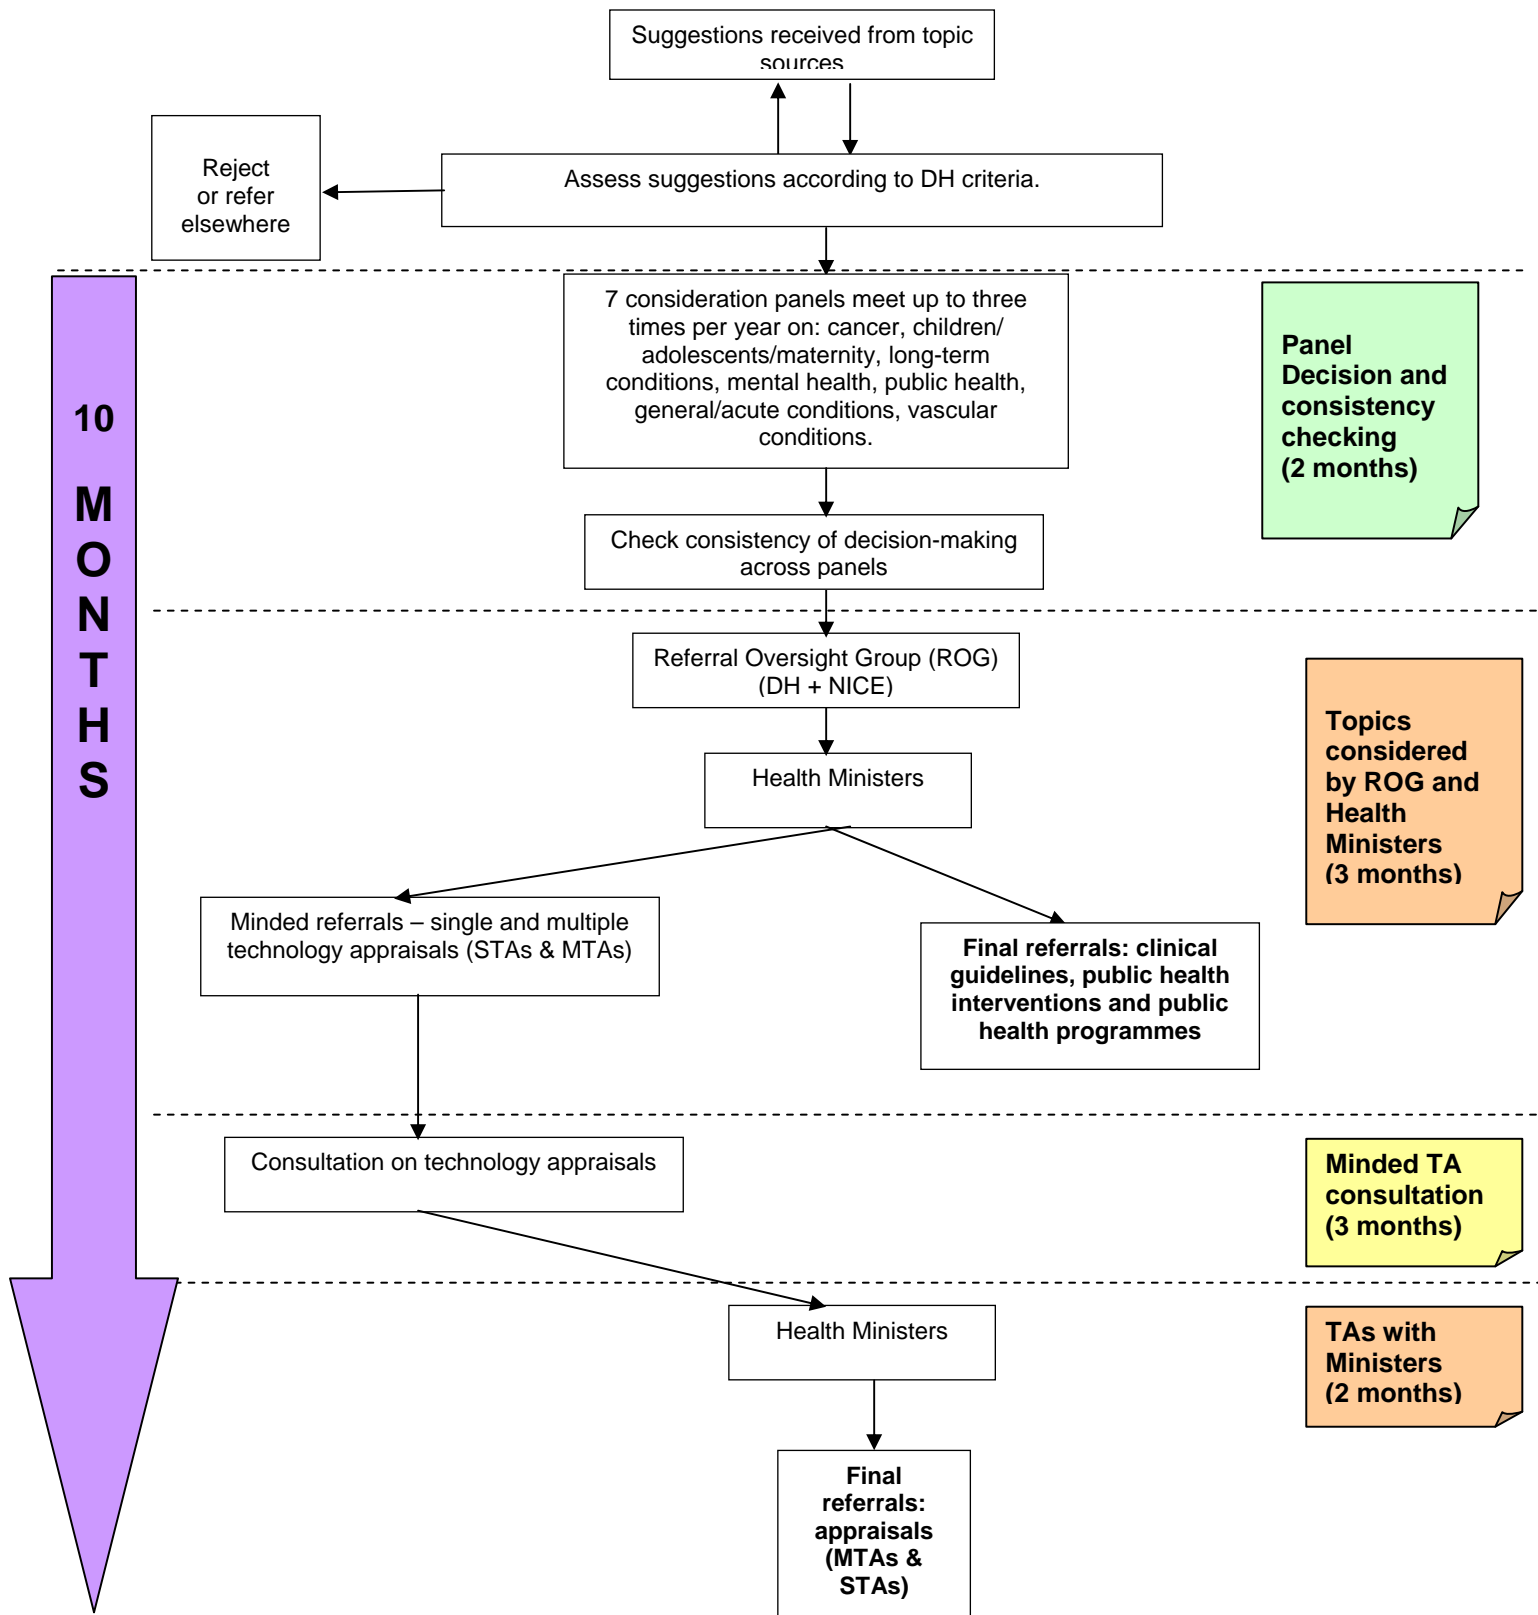 Suggestions received from topic
sources
Reject
or refer
elsewhere
Assess suggestions according to DH criteria.
10
M
O
N
T
H
S
7 consideration panels meet up to three
times per year on: cancer, children/
adolescents/maternity, long-term
conditions, mental health, public health,
general/acute conditions, vascular
conditions.
Panel
Decision and
consistency
checking
(2 months)
Check consistency of decision-making
across panels
Referral Oversight Group (ROG)
(DH + NICE)
Health Ministers
Topics
considered
by ROG and
Health
Ministers
(3 months)
Minded referrals – single and multiple
technology appraisals (STAs & MTAs)
Final referrals: clinical
guidelines, public health
interventions and public
health programmes
Consultation on technology appraisals
Minded TA
consultation
(3 months)
Health Ministers
TAs with
Ministers
(2 months)
Final
referrals:
appraisals
(MTAs &
STAs)